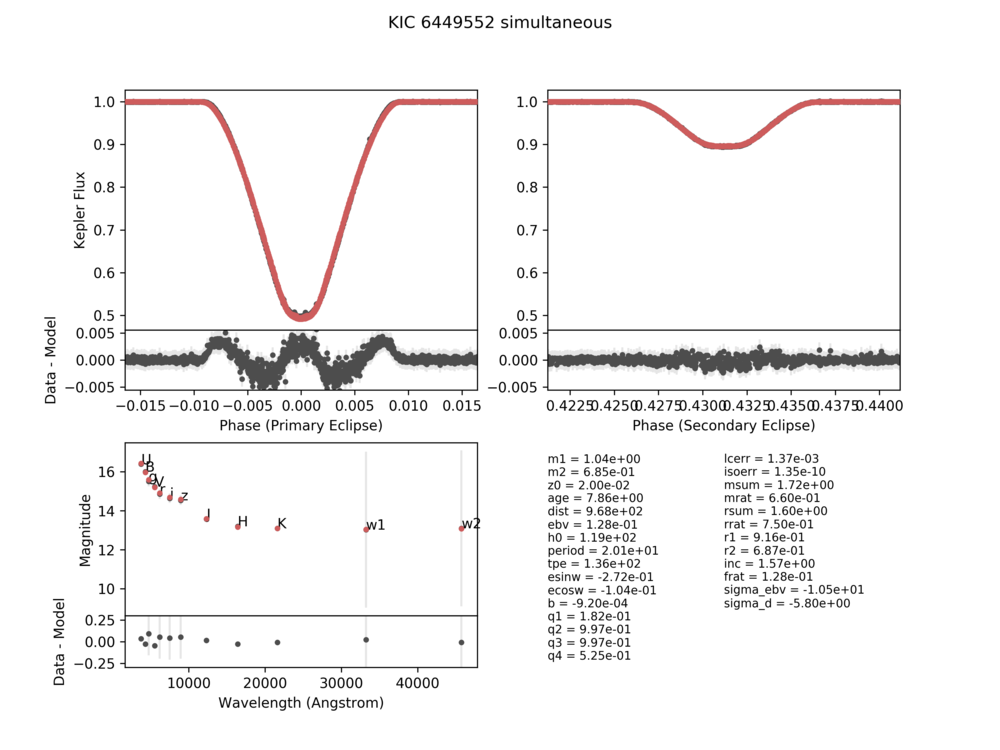 KIC 6449552 simultaneous
1.0
0.9
0.8
0.7
0.6
0.5
Kepler Flux
0.005
0.000
−0.005
Data - Model
−0.015 −0.010 −0.005 0.000 0.005 0.010 0.015
Phase (Primary Eclipse)
1.0
0.9
0.8
0.7
0.6
0.5
0.005
0.000
−0.005
0.4225 0.4250 0.4275 0.4300 0.4325 0.4350 0.4375 0.4400
Phase (Secondary Eclipse)
16
14
12
10
Magnitude
U
B
g
V
r
i
z
J
H
K
w1
w2
0.25
0.00
−0.25
Data - Model
10000 20000 30000 40000
Wavelength (Angstrom)
m1 = 1.04e+00
m2 = 6.85e-01
z0 = 2.00e-02
age = 7.86e+00
dist = 9.68e+02
ebv = 1.28e-01
h0 = 1.19e+02
period = 2.01e+01
tpe = 1.36e+02
esinw = -2.72e-01
ecosw = -1.04e-01
b = -9.20e-04
q1 = 1.82e-01
q2 = 9.97e-01
q3 = 9.97e-01
q4 = 5.25e-01
lcerr = 1.37e-03
isoerr = 1.35e-10
msum = 1.72e+00
mrat = 6.60e-01
rsum = 1.60e+00
rrat = 7.50e-01
r1 = 9.16e-01
r2 = 6.87e-01
inc = 1.57e+00
frat = 1.28e-01
sigma_ebv = -1.05e+01
sigma_d = -5.80e+00